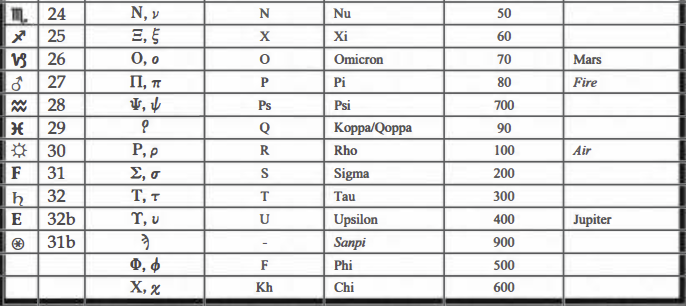 ♏ 24 Ν, ν N Nu 50
♐ 25 Ξ, ξ X Xi 60
♑ 26 Ο, ο O Omicron 70 Mars
♂ 27 Π, π P Pi 80 Fire
♒ 28 Ψ, ψ Ps Psi 700
♓ 29 ϙ Q Koppa/Qoppa 90
☼ 30 Ρ, ρ R Rho 100 Air
F 31 Σ, σ S Sigma 200
♄ 32 Τ, τ T Tau 300
E 32b ϒ, υ U Upsilon 400 Jupiter
⊛ 31b ϡ - Sanpi 900
Φ, ϕ F Phi 500
Χ, χ Kh Chi 600